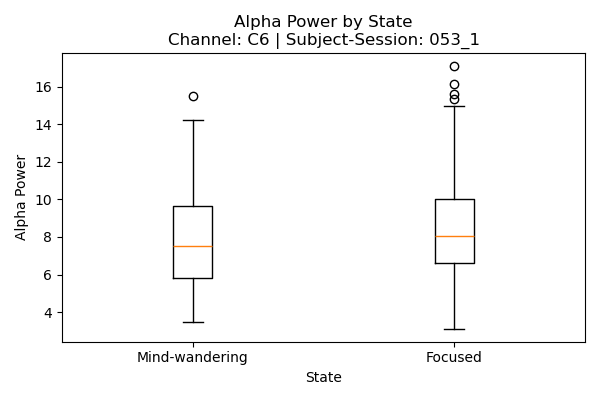 Alpha Power by State
Channel: C6 | Subject-Session: 053_1
Alpha Power
16
14
12
10
8
6
4
Mind-wandering
Focused
State